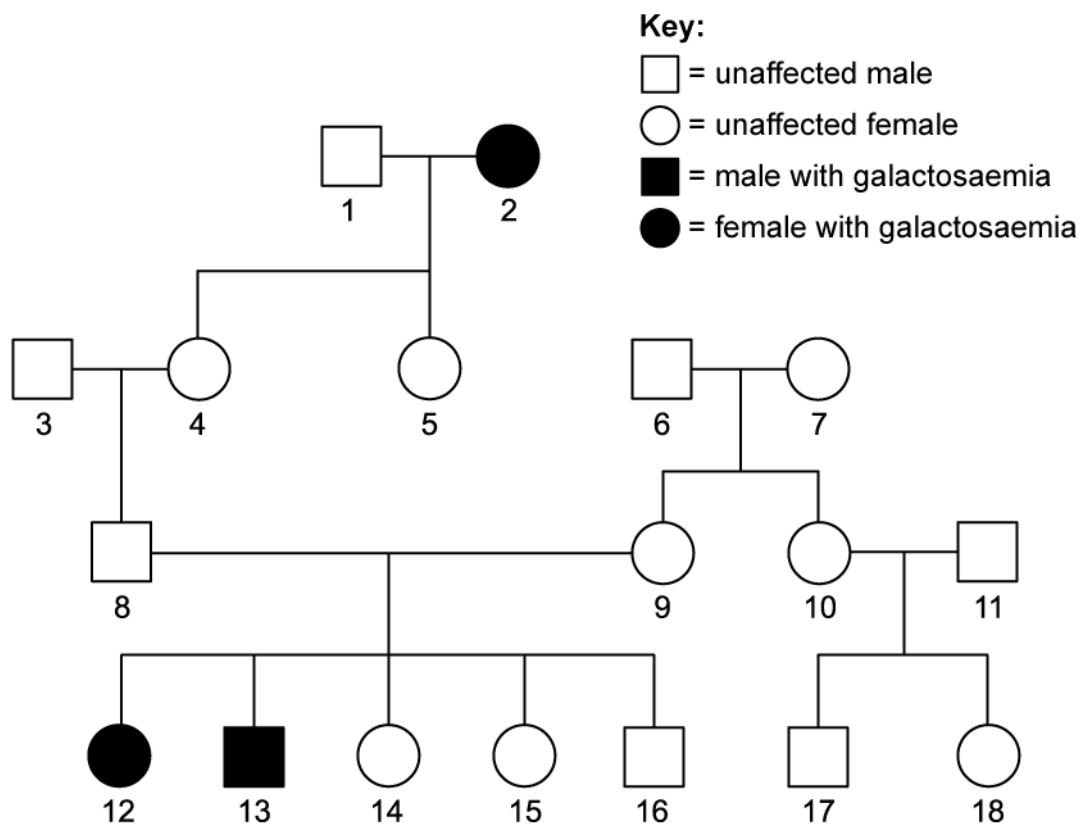 Key:
= unaffected male
= unaffected female
= male with galactosaemia
= female with galactosaemia
1 2
3 4 5 6 7
8 9 10 11
12 13 14 15 16 17 18